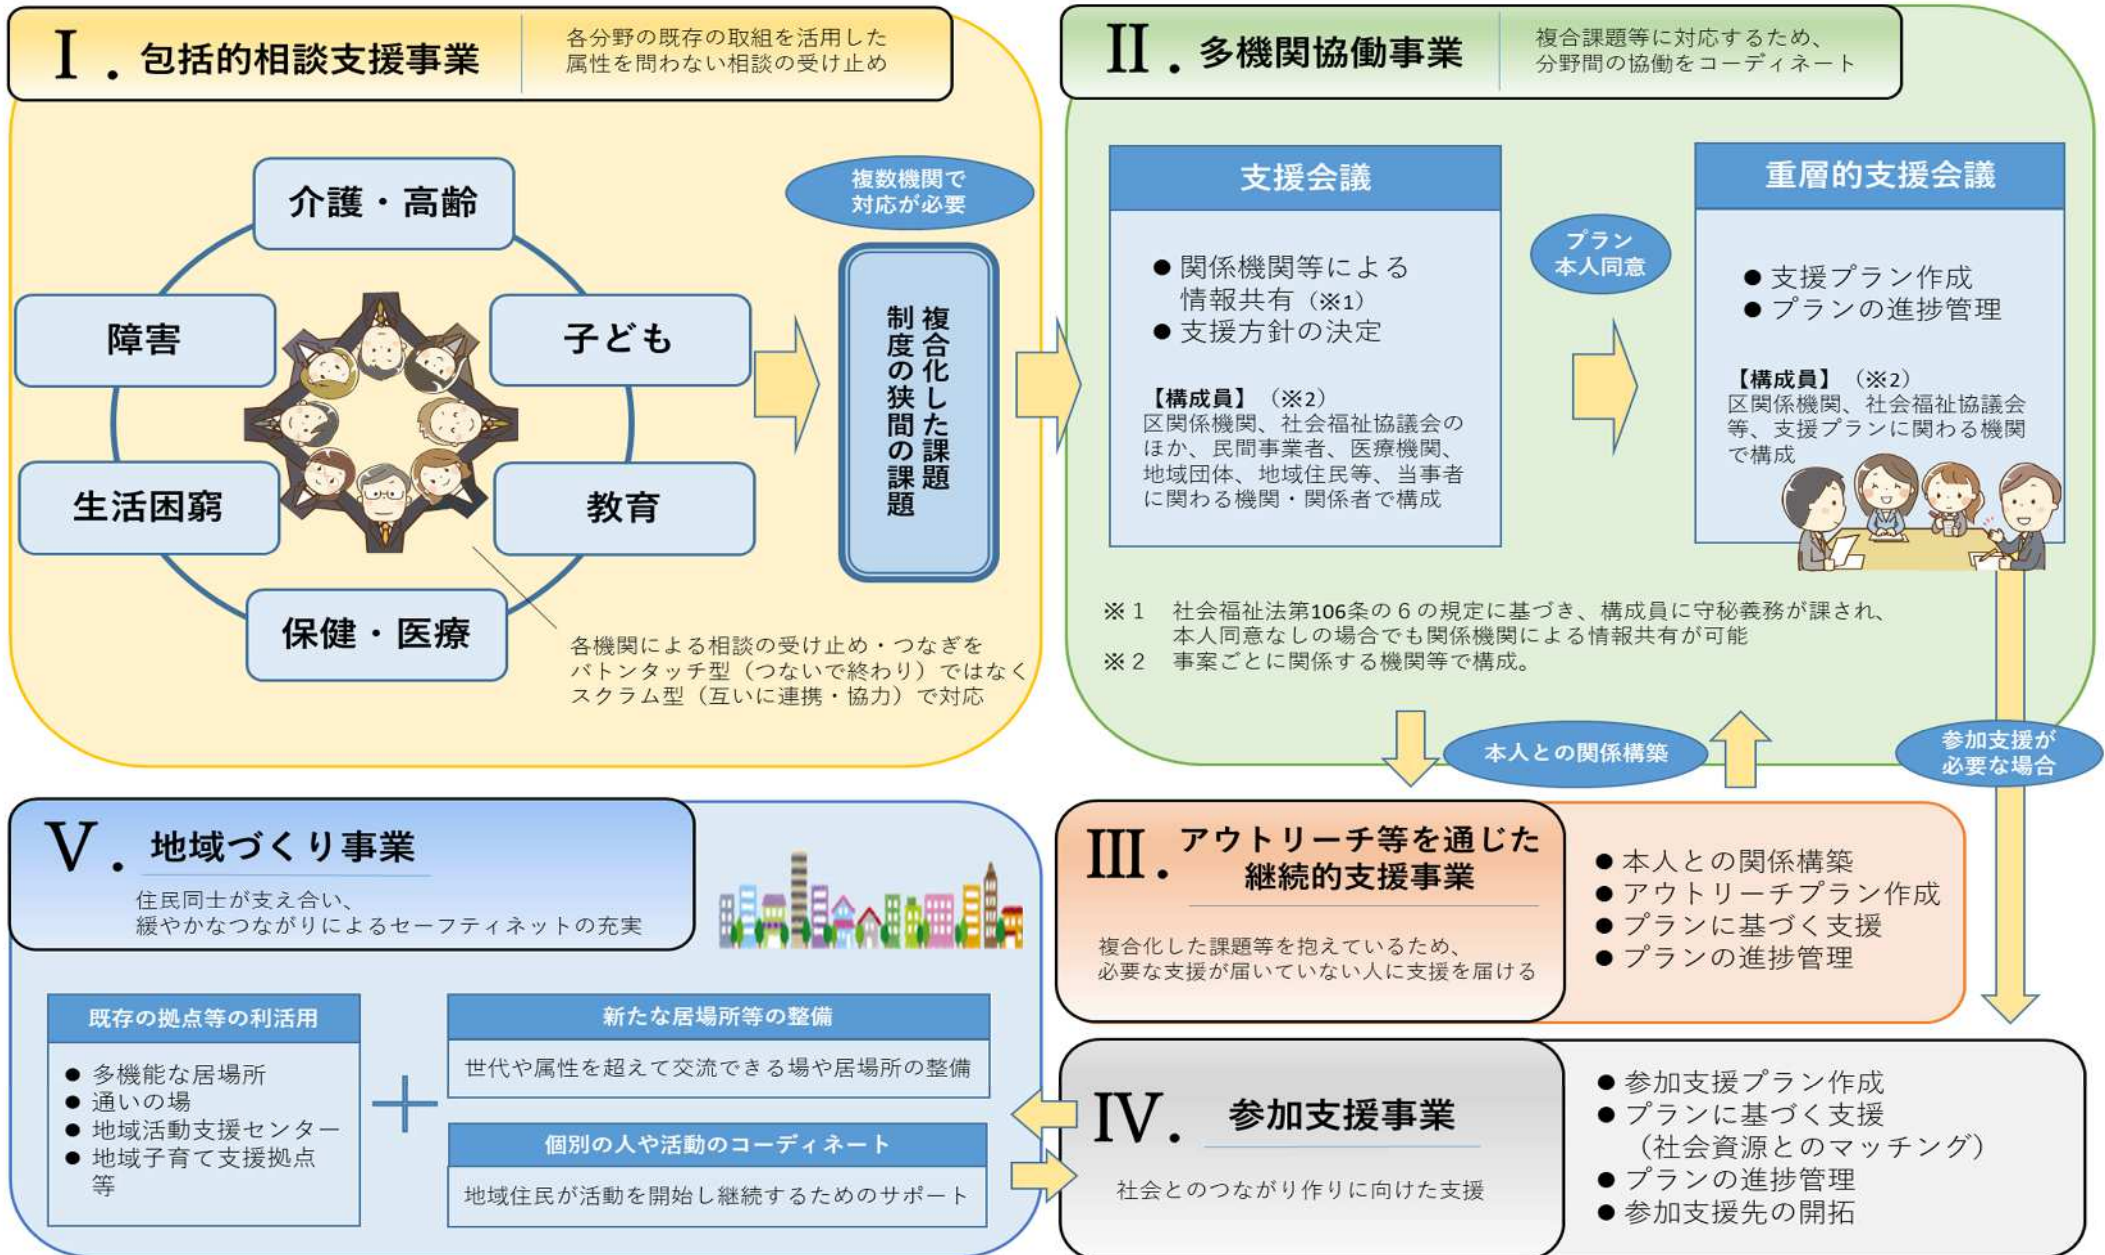 Ⅰ．包括的相談支援事業
各分野の既存の取組を活用した
属性を問わない相談の受け止め
介護・高齢
障害
子ども
生活困窮
教育
保健・医療
各機関による相談の受け止め・つなぎを
バトンタッチ型（つないで終わり）ではなく
スクラム型（互いに連携・協力）で対応
複数機関で
対応が必要
複合化した課題
制度の狭間の課題
Ⅱ．多機関協働事業
複合課題等に対応するため、
分野間の協働をコーディネート
支援会議
● 関係機関等による
情報共有（※1）
● 支援方針の決定
【構成員】（※2）
区関係機関、社会福祉協議会の
ほか、民間事業者、医療機関、
地域団体、地域住民等、当事者
に関わる機関・関係者で構成
プラン
本人同意
重層的支援会議
● 支援プラン作成
● プランの進捗管理
【構成員】（※2）
区関係機関、社会福祉協議会
等、支援プランに関わる機関
で構成
※１　社会福祉法第106条の６の規定に基づき、構成員に守秘義務が課され、
本人同意なしの場合でも関係機関による情報共有が可能
※２　事案ごとに関係する機関等で構成。
本人との関係構築
参加支援が
必要な場合
Ⅲ．アウトリーチ等を通じた
継続的支援事業
複合化した課題等を抱えているため、
必要な支援が届いていない人に支援を届ける
● 本人との関係構築
● アウトリーチプラン作成
● プランに基づく支援
● プランの進捗管理
Ⅳ．参加支援事業
社会とのつながり作りに向けた支援
● 参加支援プラン作成
● プランに基づく支援
（社会資源とのマッチング）
● プランの進捗管理
● 参加支援先の開拓
Ⅴ．地域づくり事業
住民同士が支え合い、
緩やかなつながりによるセーフティネットの充実
既存の拠点等の利活用
● 多機能な居場所
● 通いの場
● 地域活動支援センター
● 地域子育て支援拠点
等
＋
新たな居場所等の整備
世代や属性を超えて交流できる場や居場所の整備
個別の人や活動のコーディネート
地域住民が活動を開始し継続するためのサポート